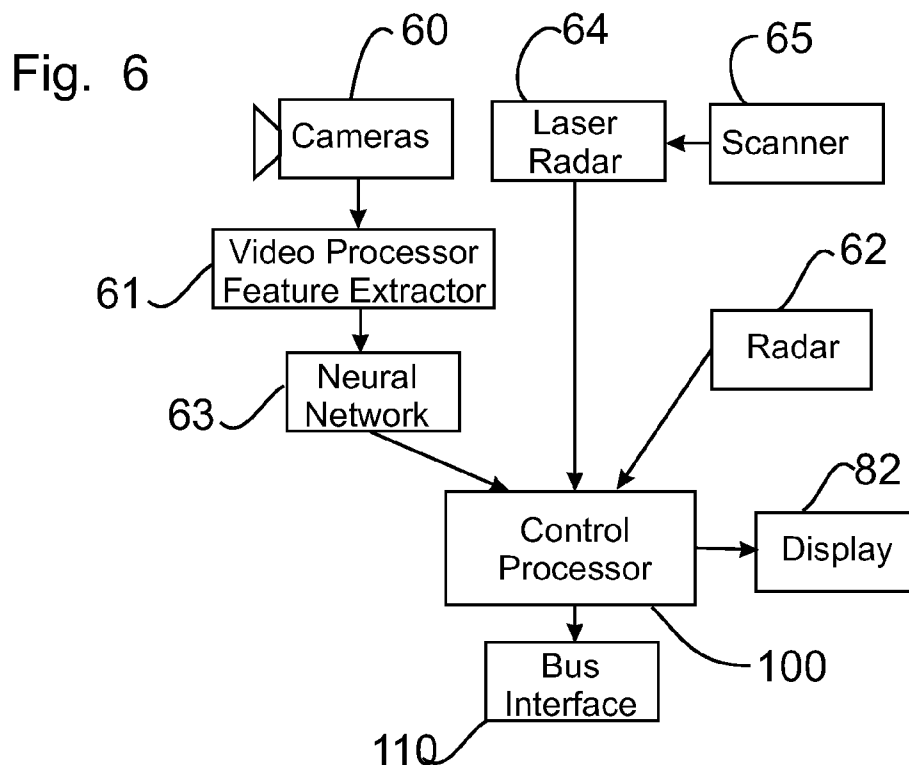 Fig. 6
60
64
65
Cameras
Laser
Radar
Scanner
Video Processor
Feature Extractor
61
62
Radar
Neural
Network
63
82
Control
Processor
Display
100
Bus
Interface
110